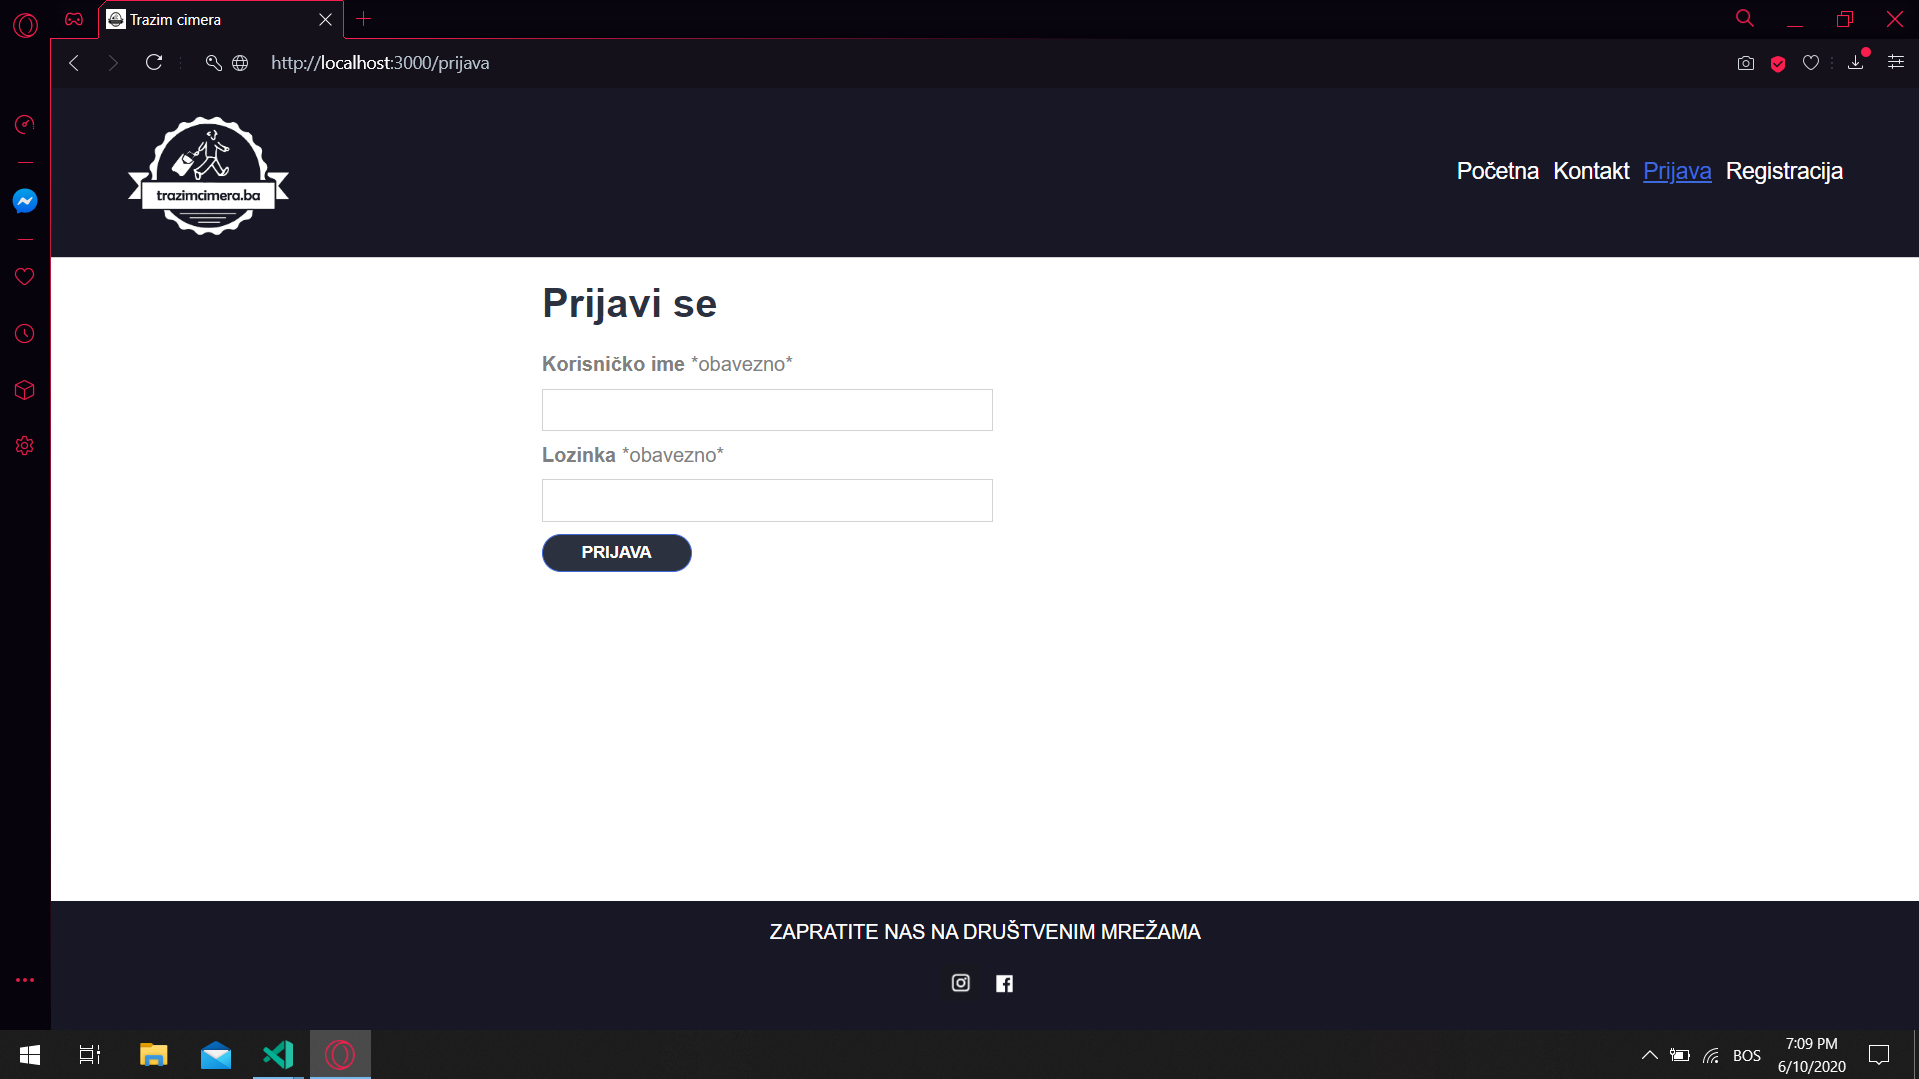 Trazim cimera
http://localhost:3000/prijava
trazimcimera.ba
Početna Kontakt Prijava Registracija
Prijavi se
Korisničko ime *obavezno*
Lozinka *obavezno*
PRIJAVA
ZAPRATITE NAS NA DRUŠTVENIM MREŽAMA
BOS
7:09 PM
6/10/2020